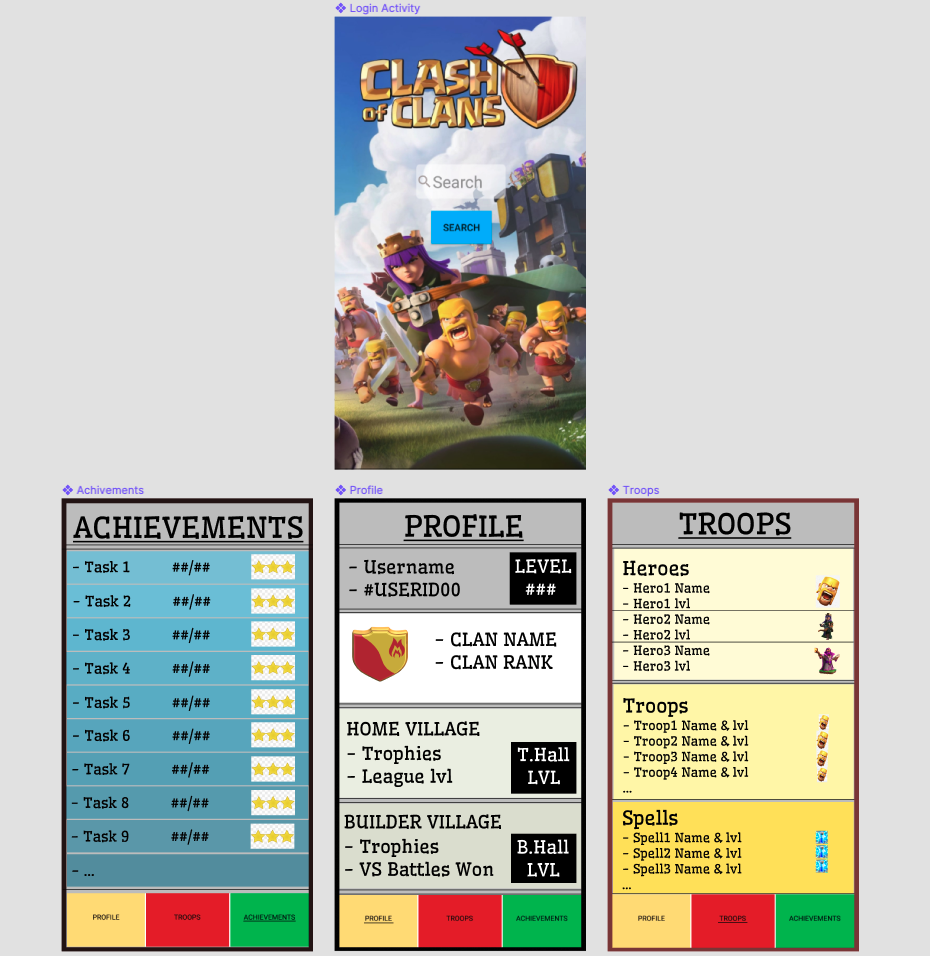 Login Activity
CLASH
OF CLANS
Search
SEARCH
Achivements
ACHIEVEMENTS
- Task 1 ##/##
- Task 2 ##/##
- Task 3 ##/##
- Task 4 ##/##
- Task 5 ##/##
- Task 6 ##/##
- Task 7 ##/##
- Task 8 ##/##
- Task 9 ##/##
- ...
PROFILE TROOPS ACHIEVEMENTS
Profile
PROFILE
- Username
- #USERID00
LEVEL
###
- CLAN NAME
- CLAN RANK
HOME VILLAGE
- Trophies
- League lvl
T.Hall
LVL
BUILDER VILLAGE
- Trophies
- VS Battles Won
B.Hall
LVL
PROFILE TROOPS ACHIEVEMENTS
Troops
TROOPS
Heroes
- Hero1 Name
- Hero1 lvl
- Hero2 Name
- Hero2 lvl
- Hero3 Name
- Hero3 lvl
Troops
- Troop1 Name & lvl
- Troop2 Name & lvl
- Troop3 Name & lvl
- Troop4 Name & lvl
...
Spells
- Spell1 Name & lvl
- Spell2 Name & lvl
- Spell3 Name & lvl
...
PROFILE TROOPS ACHIEVEMENTS